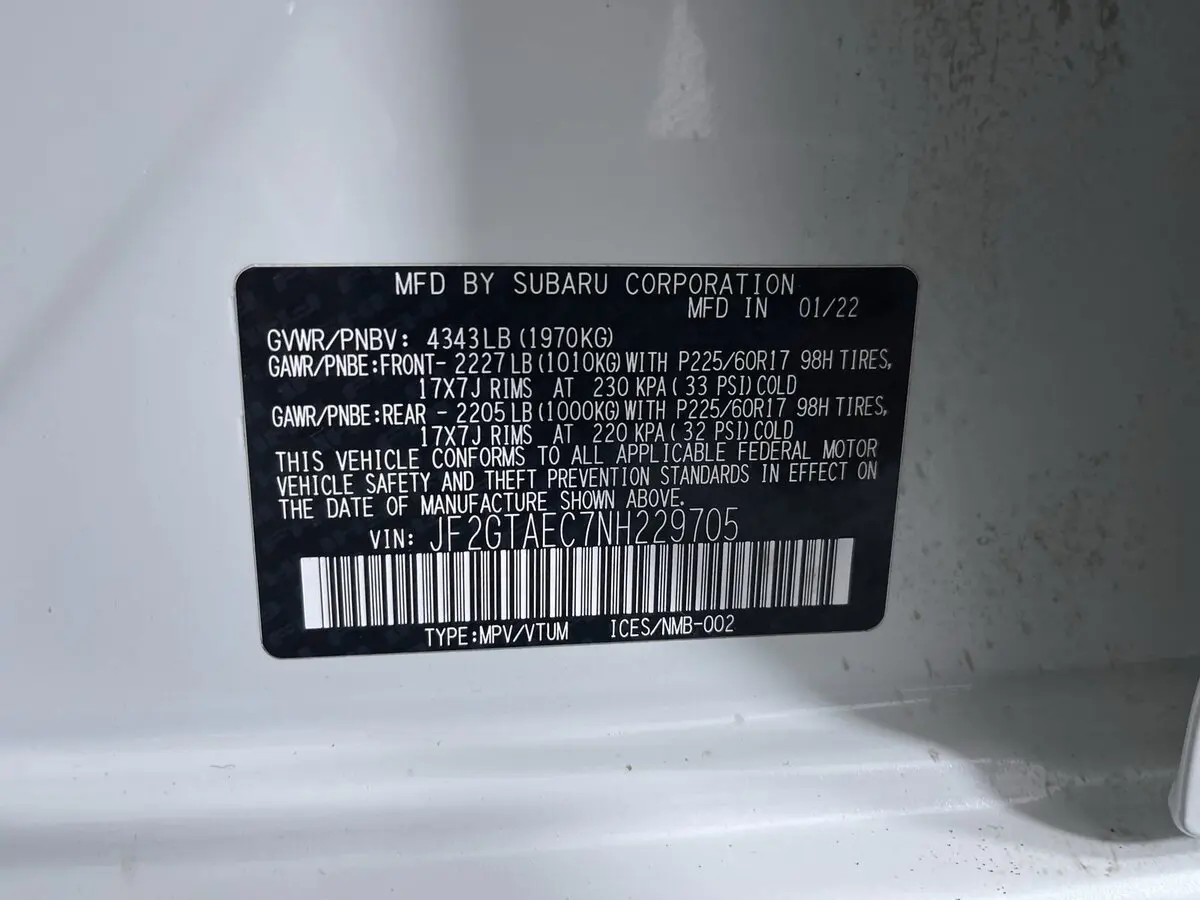 MFD BY SUBARU CORPORATION
MFD IN 01/22
GVWR/PNBV: 4343LB (1970KG)
GAWR/PNBE:FRONT- 2227LB (1010KG) WITH P225/60R17 98H TIRES,
17X7J RIMS AT 230 KPA ( 33 PSI) COLD
GAWR/PNBE:REAR - 2205LB (1000KG) WITH P225/60R17 98H TIRES,
17X7J RIMS AT 220 KPA ( 32 PSI) COLD
THIS VEHICLE CONFORMS TO ALL APPLICABLE FEDERAL MOTOR
VEHICLE SAFETY AND THEFT PREVENTION STANDARDS IN EFFECT ON
THE DATE OF MANUFACTURE SHOWN ABOVE.
VIN: JF2GTAEC7NH229705
TYPE:MPV/VTUM ICES/NMB-002